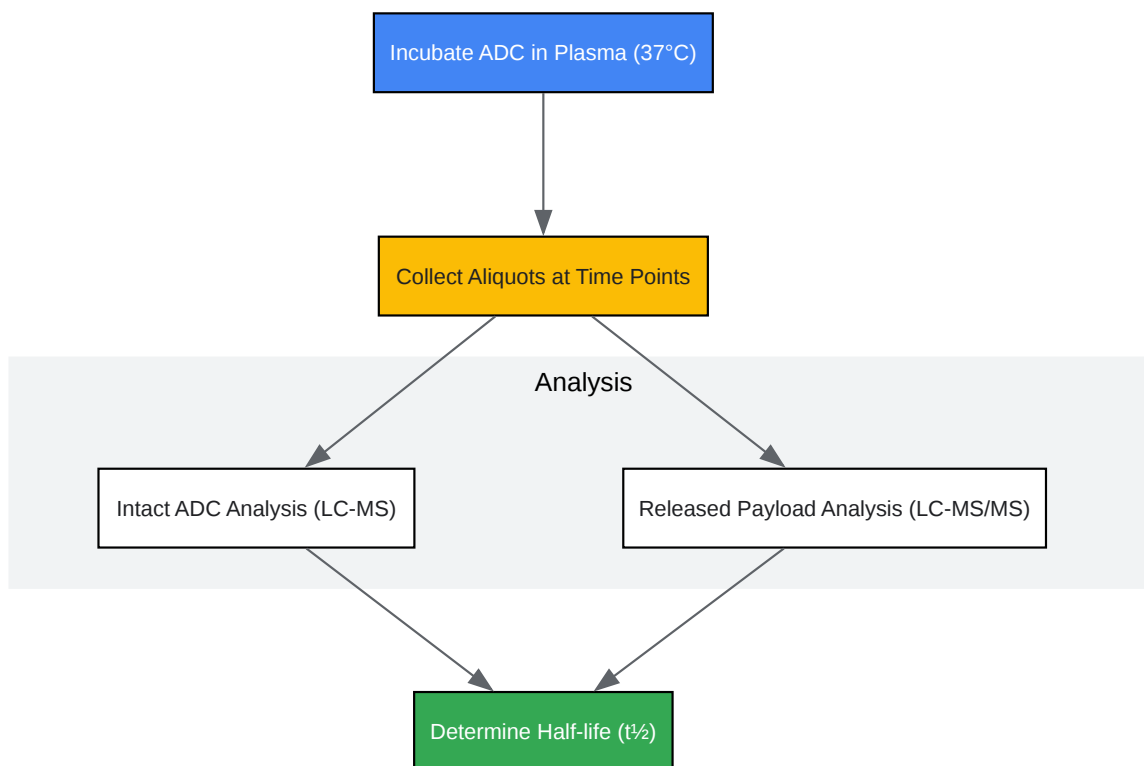 Incubate ADC in Plasma (37°C)
Collect Aliquots at Time Points
Analysis
Intact ADC Analysis (LC-MS)
Released Payload Analysis (LC-MS/MS)
Determine Half-life (t½)